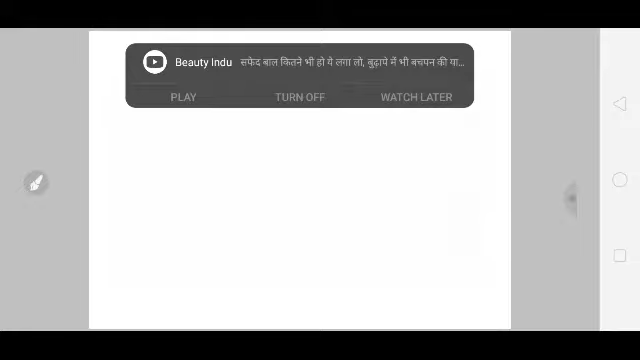 Beauty Indu सफेद बाल कितने भी हो ये लगा लो, बुढ़ापे में भी बचपन की या...
PLAY TURN OFF WATCH LATER